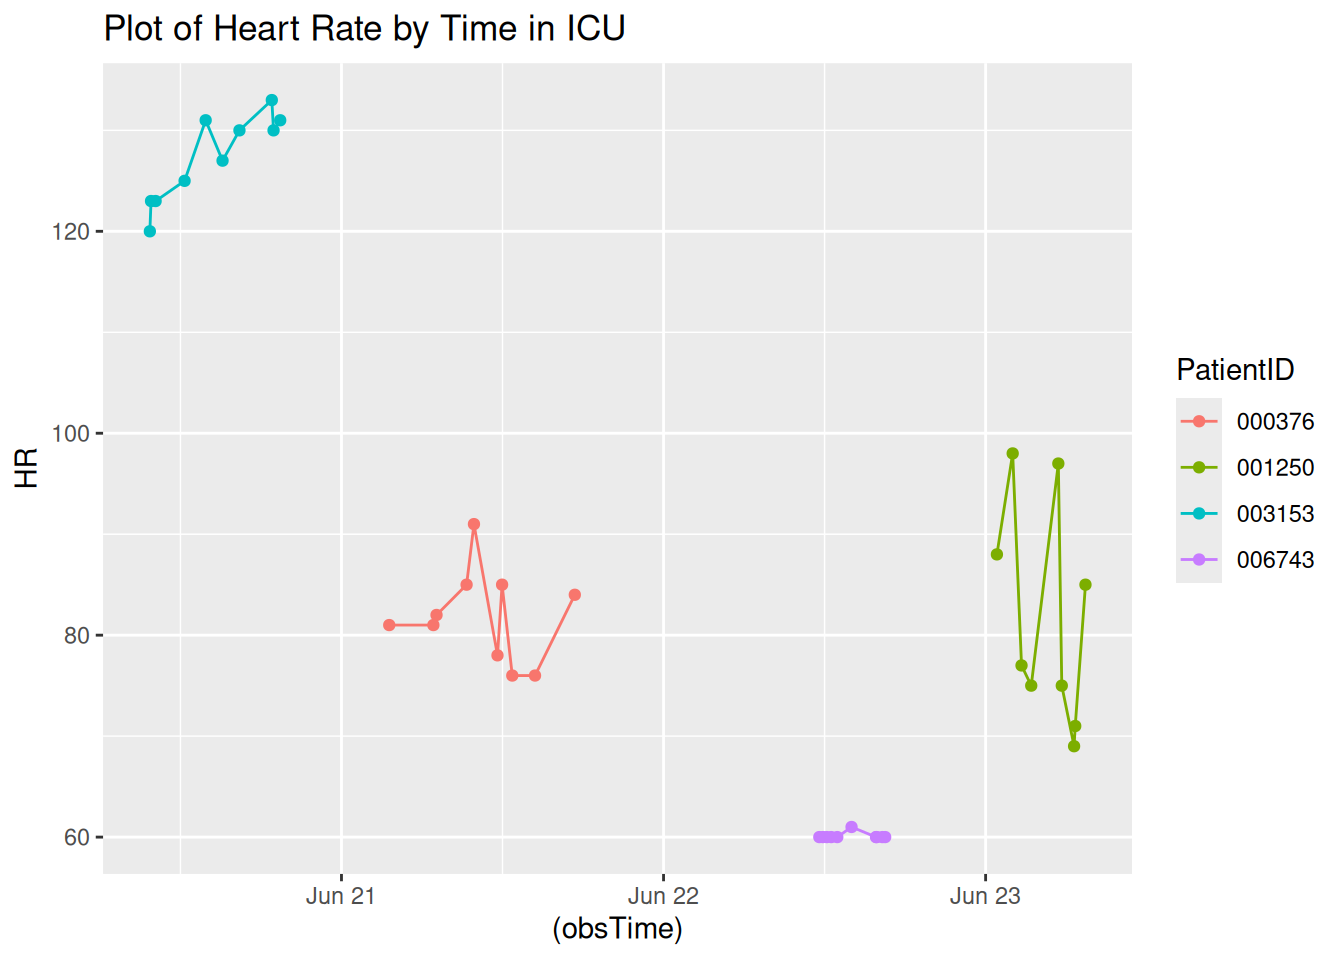 Plot of Heart Rate by Time in ICU
120
100
80
60
HR
Jun 21
Jun 22
Jun 23
(obsTime)
PatientID
000376
001250
003153
006743